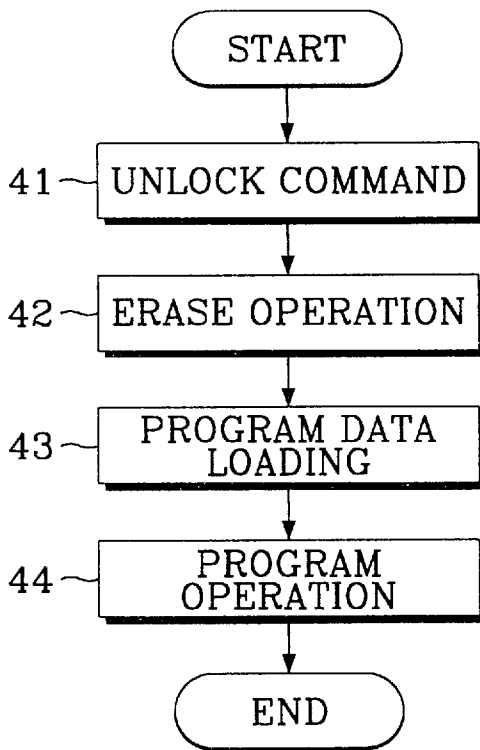 START
41 UNLOCK COMMAND
42 ERASE OPERATION
43 PROGRAM DATA
LOADING
44 PROGRAM
OPERATION
END